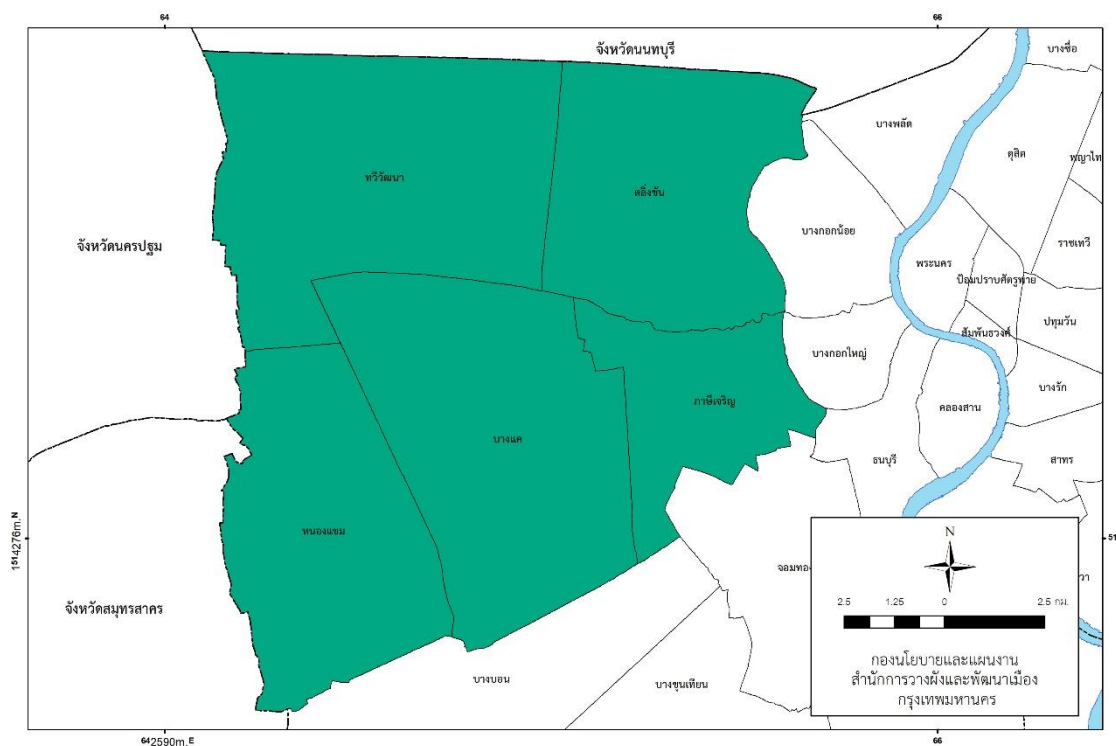 64
66
จังหวัดนนทบุรี
บางซื่อ
บางพลัด
ดุสิต
พญาไท
ทวีวัฒนา
ตลิ่งชัน
บางกอกน้อย
จังหวัดนครปฐม
ราชเทวี
พระนคร
ป้อมปราบศัตรูพ่าย
ปทุมวัน
สัมพันธวงศ์
บางกอกใหญ่
บางรัก
ภาษีเจริญ
คลองสาน
บางแค
ธนบุรี
สาทร
หนองแขม
N
1514276m.N
51
จอมทอง
วา
จังหวัดสมุทรสาคร
2.5 1.25 0 2.5 กม.
กองนโยบายและแผนงาน
สำนักการวางผังและพัฒนาเมือง
กรุงเทพมหานคร
บางบอน
บางขุนเทียน
642590m.E
66